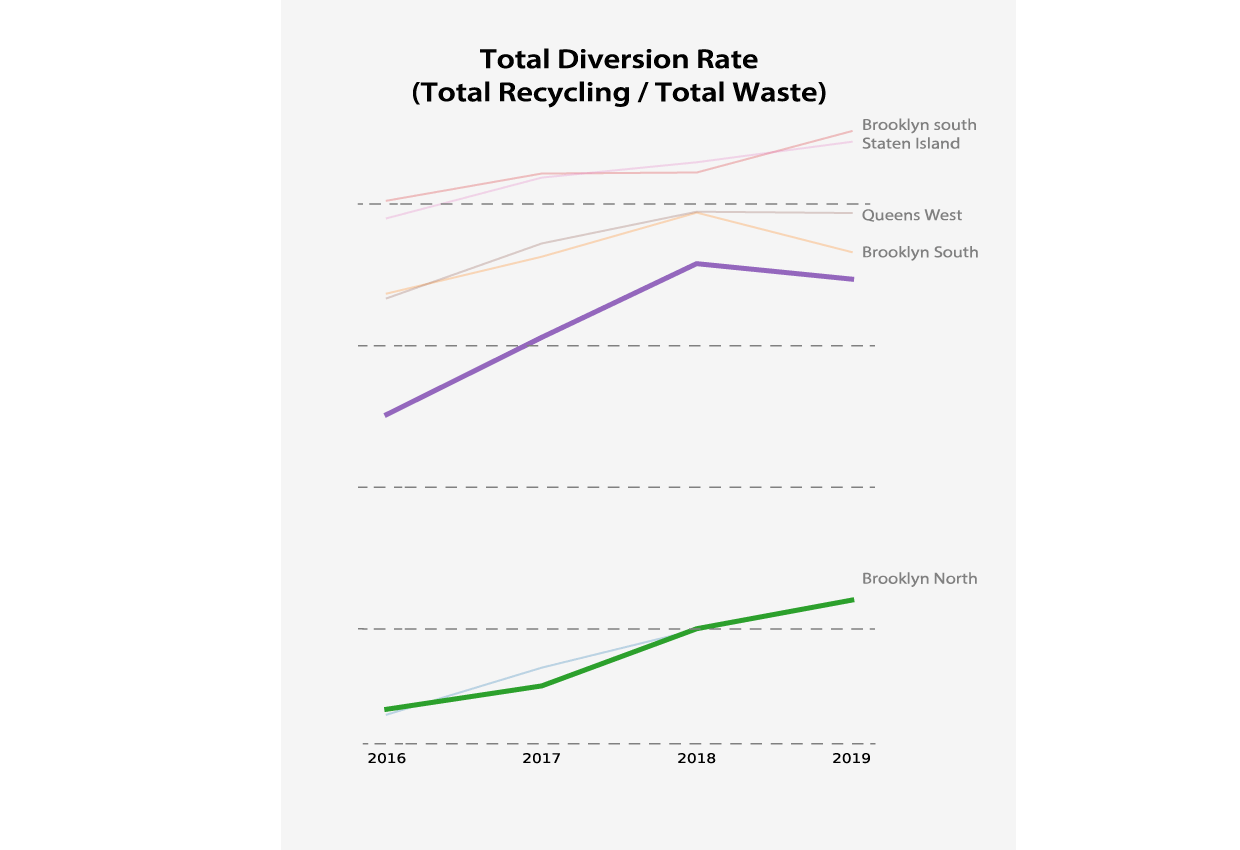 Total Diversion Rate
(Total Recycling / Total Waste)
Brooklyn south
Staten Island
Queens West
Brooklyn South
Brooklyn North
2016
2017
2018
2019